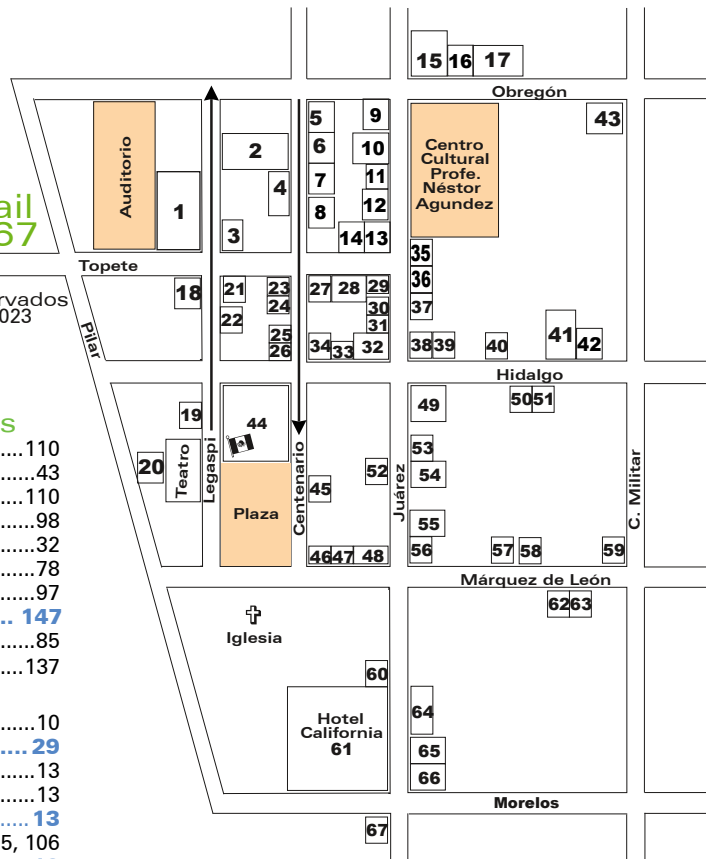 15 16 17
Obregón
5 9 43
6 10
2
7 11
4
8 12
3
14 13
Auditorio
1
Centro
Cultural
Profe.
Néstor
Agundez
35
36
37
38 39 40 41 42
ail
67
Topete
rvados
023
Pilar
18 21 23 27 28 29
24 30
22 31
25
26 34 33 32
Hidalgo
s
.....110
......43
.....110
......98
......32
......78
......97
.. 147
......85
.....137
......10
..... 29
......13
......13
..... 13
5, 106
19
20
Teatro
Legaspi
44
Plaza
Centenario
45
52
46 47 48
Juárez
49 50 51
53
54
55
56 57 58 59
C. Militar
Márquez de León
62 63
Iglesia
60
Hotel
California
61
64
65
66
Morelos
67